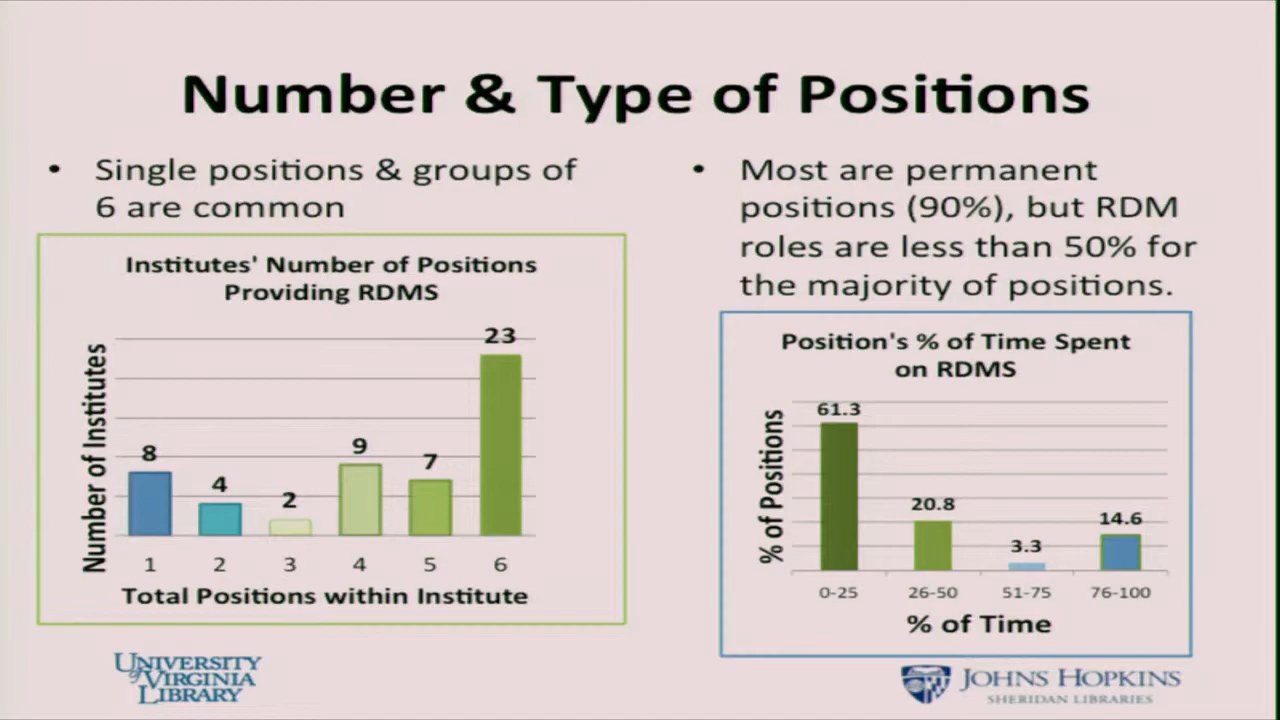 Number & Type of Positions
• Single positions & groups of
6 are common
Institutes' Number of Positions
Providing RDMS
Number of Institutes
8
4
2
9
7
23
1 2 3 4 5 6
Total Positions within Institute
• Most are permanent
positions (90%), but RDM
roles are less than 50% for
the majority of positions.
Position's % of Time Spent
on RDMS
% of Positions
61.3
20.8
3.3
14.6
0-25 26-50 51-75 76-100
% of Time
UNIVERSITY
of VIRGINIA
LIBRARY
JOHNS HOPKINS
SHERIDAN LIBRARIES